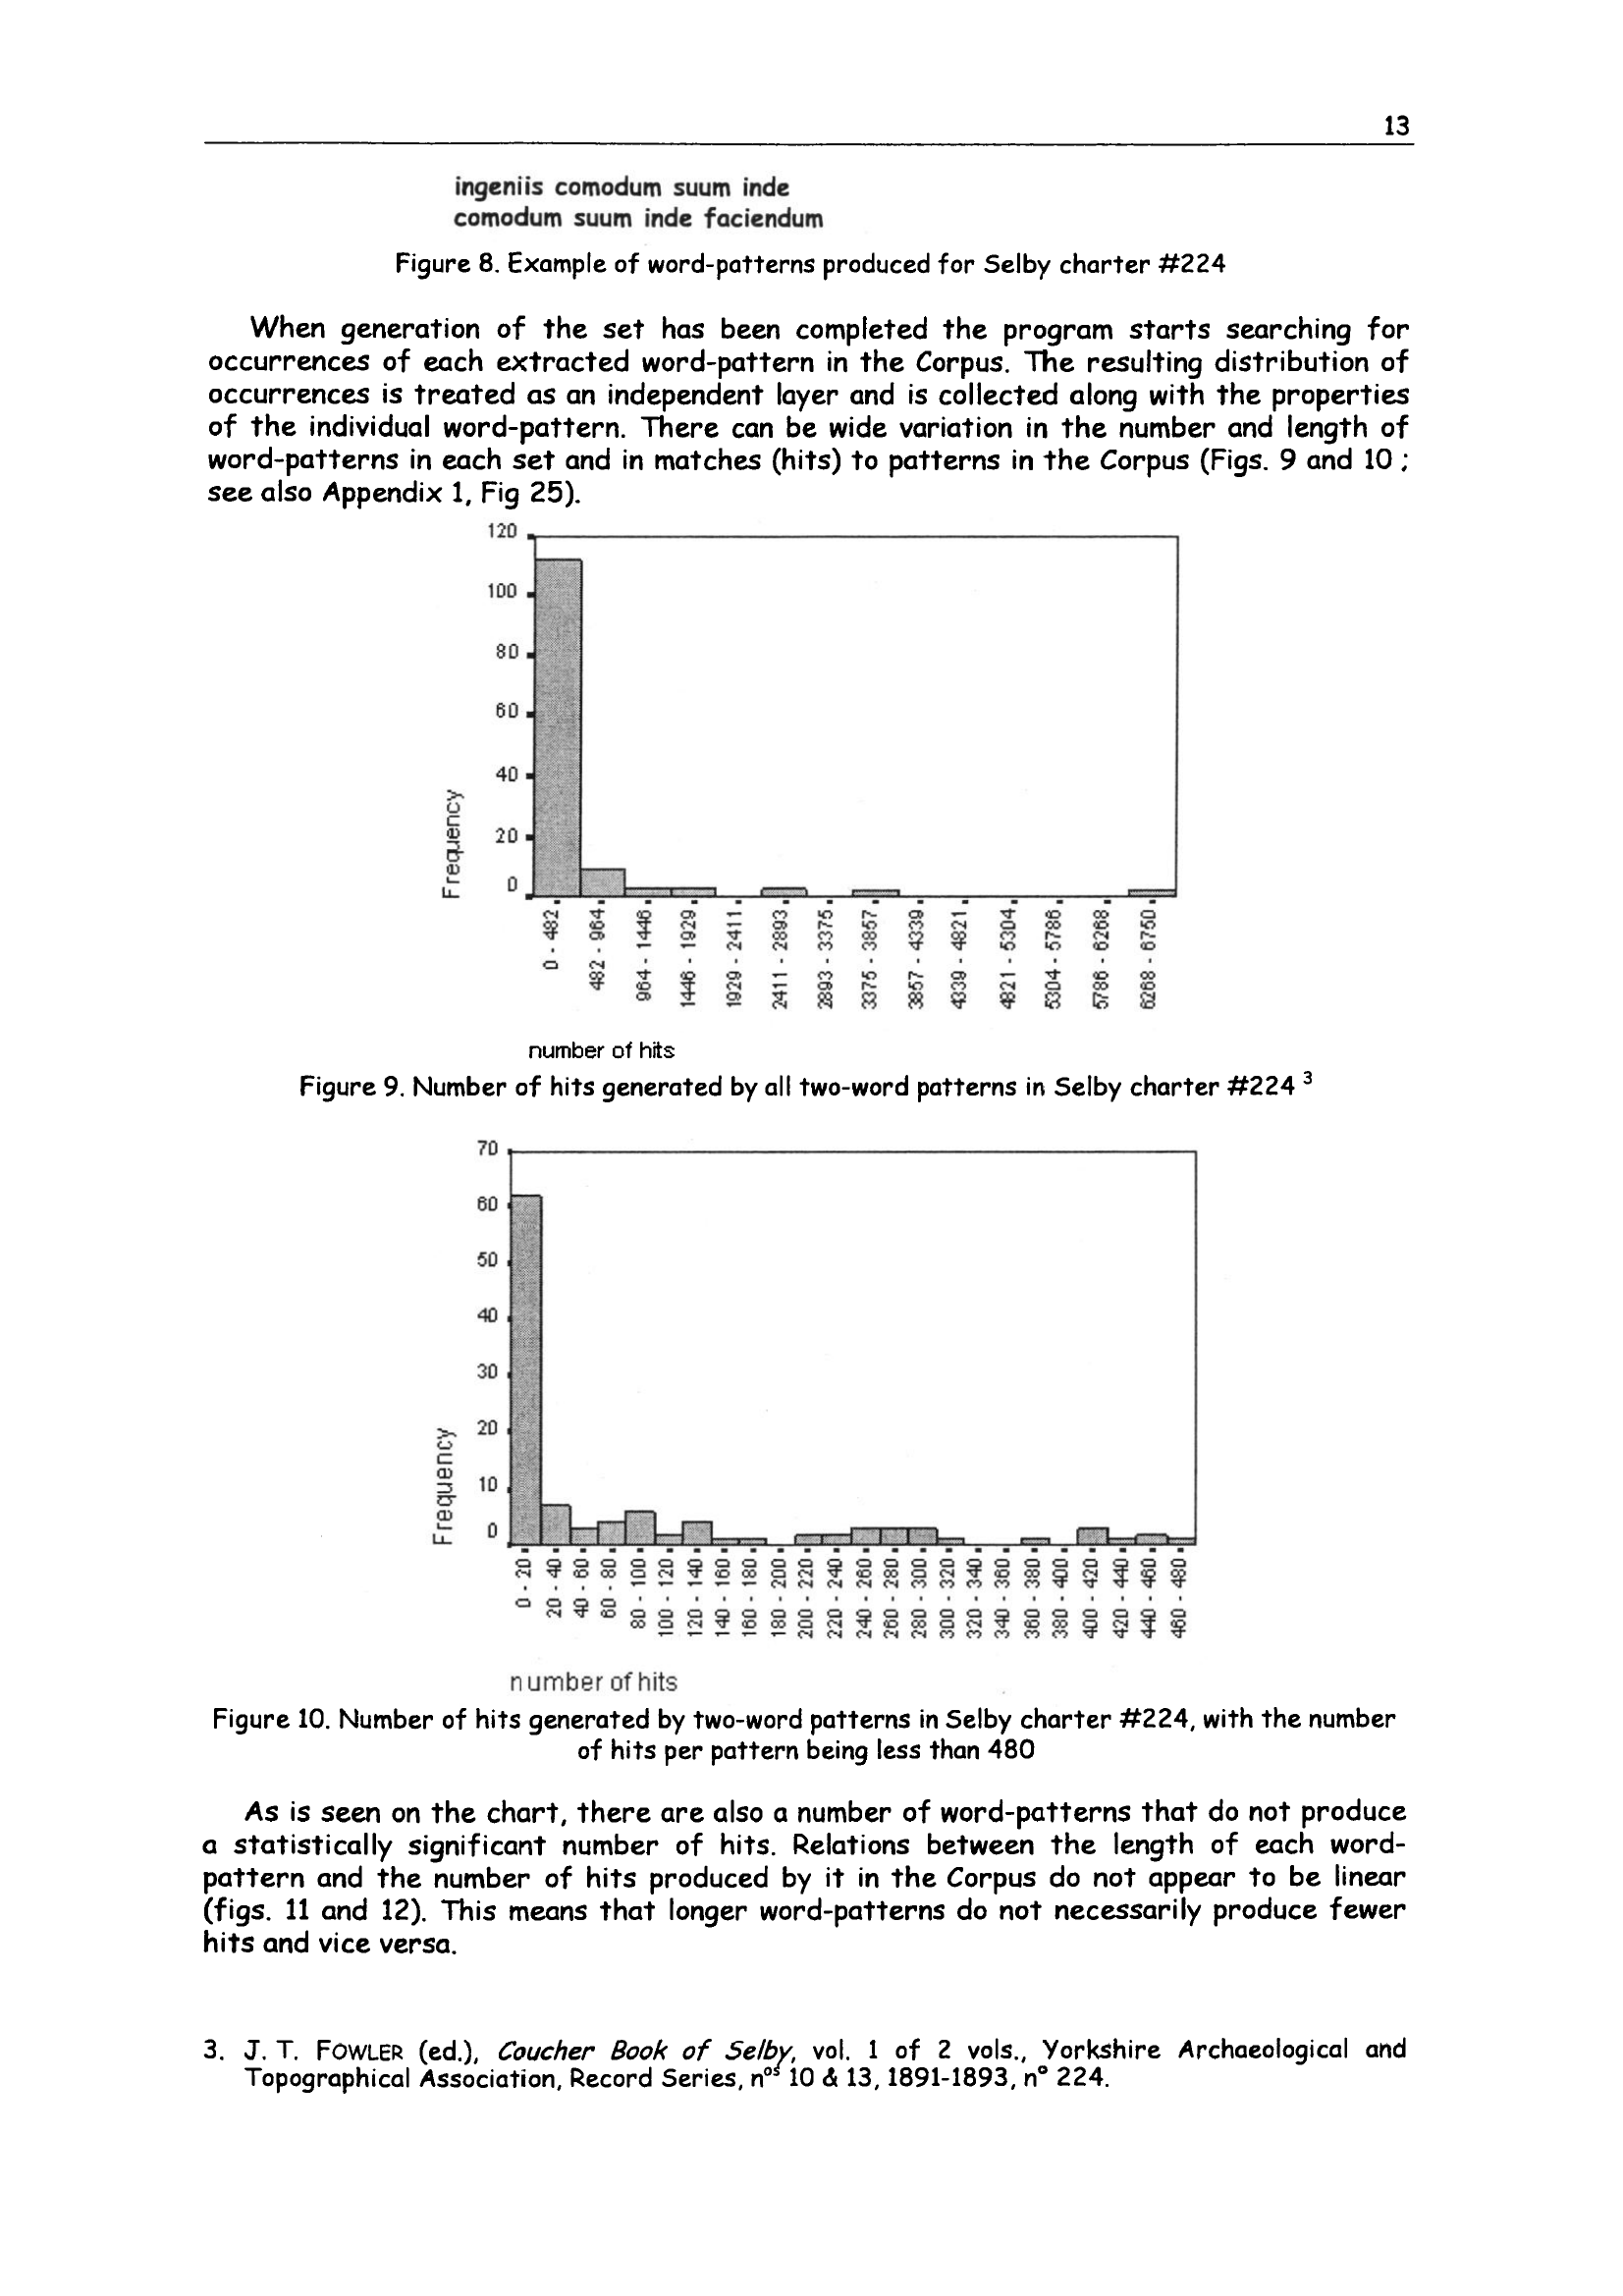 13
ingeniis comodum suum inde
comodum suum inde faciendum
Figure 8. Example of word-patterns produced for Selby charter #224
When generation of the set has been completed the program starts searching for
occurrences of each extracted word-pattern in the Corpus. The resulting distribution of
occurrences is treated as an independent layer and is collected along with the properties
of the individual word-pattern. There can be wide variation in the number and length of
word-patterns in each set and in matches (hits) to patterns in the Corpus (Figs. 9 and 10 ;
see also Appendix 1, Fig 25).
120
100
80
60
40
20
0
Frequency
0 - 482
482 - 964
964 - 1446
1446 - 1929
1929 - 2411
2411 - 2893
2893 - 3375
3375 - 3857
3857 - 4339
4339 - 4821
4821 - 5304
5304 - 5786
5786 - 6268
6268 - 6750
number of hits
Figure 9. Number of hits generated by all two-word patterns in Selby charter #224 ³
70
60
50
40
30
20
10
0
Frequency
0 - 20
20 - 40
40 - 60
60 - 80
80 - 100
100 - 120
120 - 140
140 - 160
160 - 180
180 - 200
200 - 220
220 - 240
240 - 260
260 - 280
280 - 300
300 - 320
320 - 340
340 - 360
360 - 380
380 - 400
400 - 420
420 - 440
440 - 460
460 - 480
number of hits
Figure 10. Number of hits generated by two-word patterns in Selby charter #224, with the number
of hits per pattern being less than 480
As is seen on the chart, there are also a number of word-patterns that do not produce
a statistically significant number of hits. Relations between the length of each word-
pattern and the number of hits produced by it in the Corpus do not appear to be linear
(figs. 11 and 12). This means that longer word-patterns do not necessarily produce fewer
hits and vice versa.
3. J. T. FOWLER (ed.), Coucher Book of Selby, vol. 1 of 2 vols., Yorkshire Archaeological and
Topographical Association, Record Series, nᵒˢ 10 & 13, 1891-1893, n° 224.